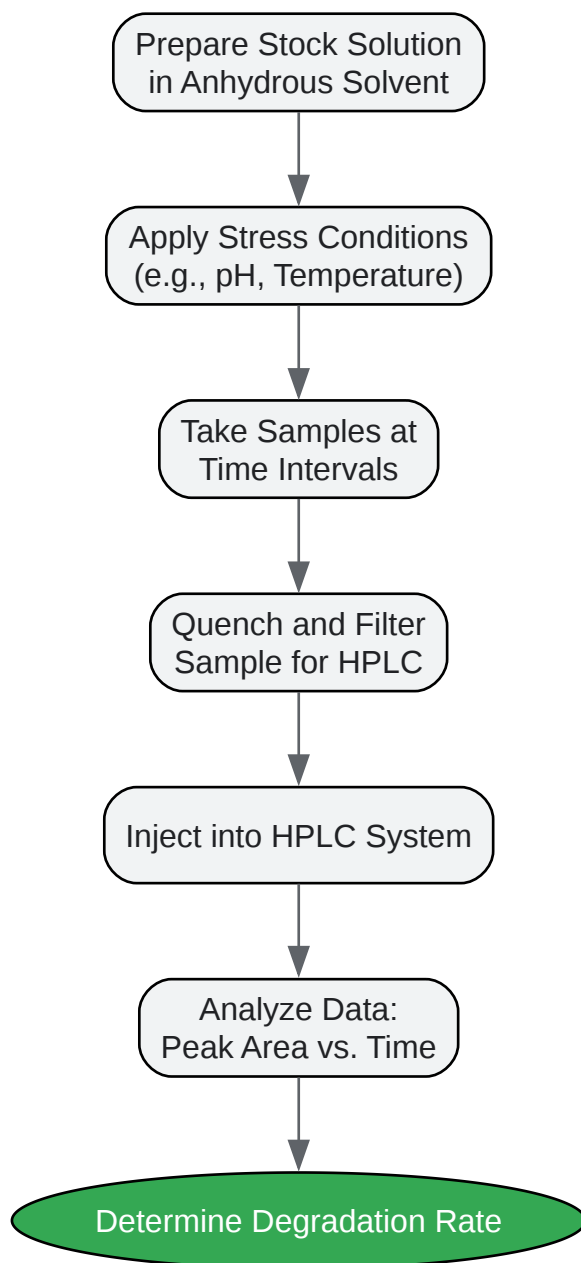 Prepare Stock Solution
in Anhydrous Solvent
Apply Stress Conditions
(e.g., pH, Temperature)
Take Samples at
Time Intervals
Quench and Filter
Sample for HPLC
Inject into HPLC System
Analyze Data:
Peak Area vs. Time
Determine Degradation Rate